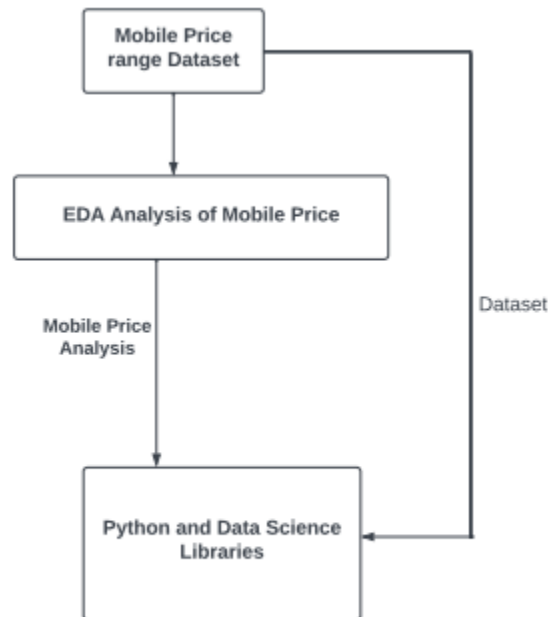 Mobile Price
range Dataset
EDA Analysis of Mobile Price
Dataset
Mobile Price
Analysis
Python and Data Science
Libraries